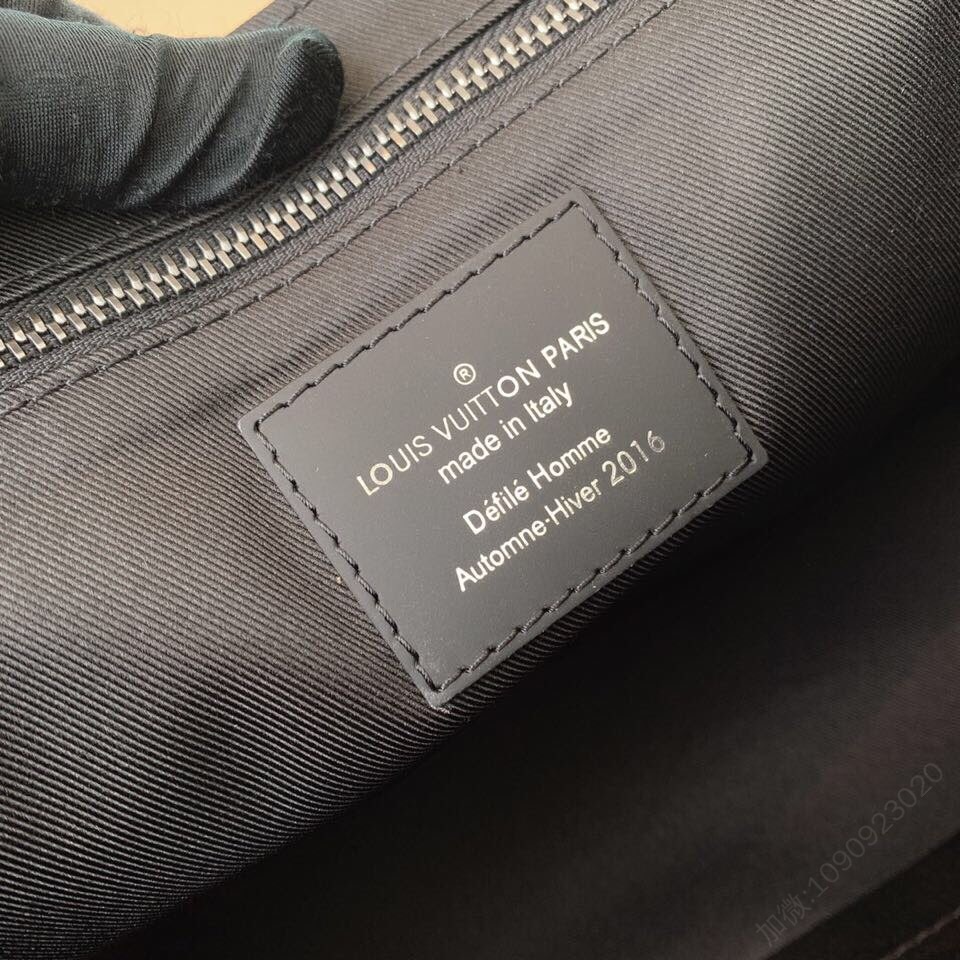 ®
LOUIS VUITTON PARIS
made in Italy
Défilé Homme
Automne-Hiver 2016
加微:1090923020